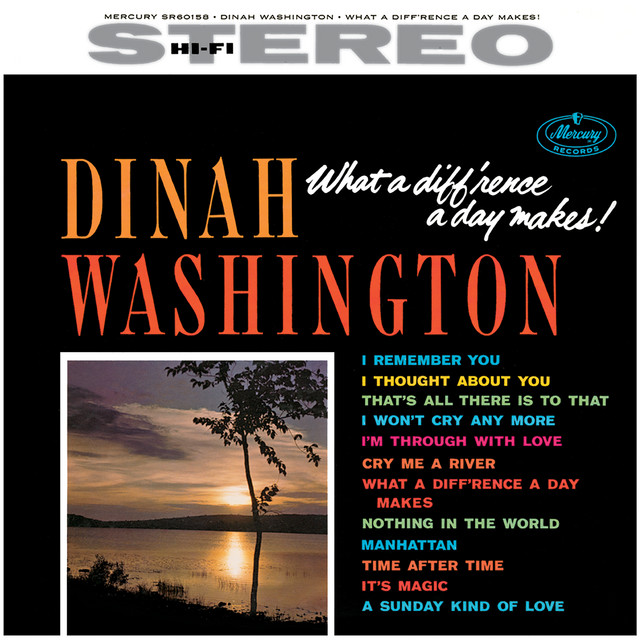 MERCURY SR60158 • DINAH WASHINGTON • WHAT A DIFF'RENCE A DAY MAKES!
STEREO
HI-FI
Mercury
RECORDS
DINAH
What a diff'rence
a day makes!
WASHINGTON
I REMEMBER YOU
I THOUGHT ABOUT YOU
THAT'S ALL THERE IS TO THAT
I WON'T CRY ANY MORE
I'M THROUGH WITH LOVE
CRY ME A RIVER
WHAT A DIFF'RENCE A DAY
MAKES
NOTHING IN THE WORLD
MANHATTAN
TIME AFTER TIME
IT'S MAGIC
A SUNDAY KIND OF LOVE